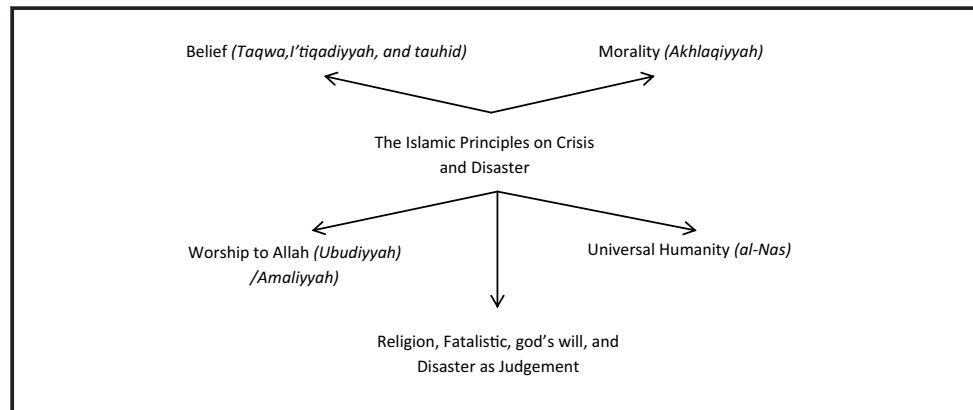 Belief (Taqwa,I'tiqadiyyah, and tauhid)
Morality (Akhlaqiyyah)
The Islamic Principles on Crisis
and Disaster
Worship to Allah (Ubudiyyah)
/Amaliyyah)
Universal Humanity (al-Nas)
Religion, Fatalistic, god's will, and
Disaster as Judgement